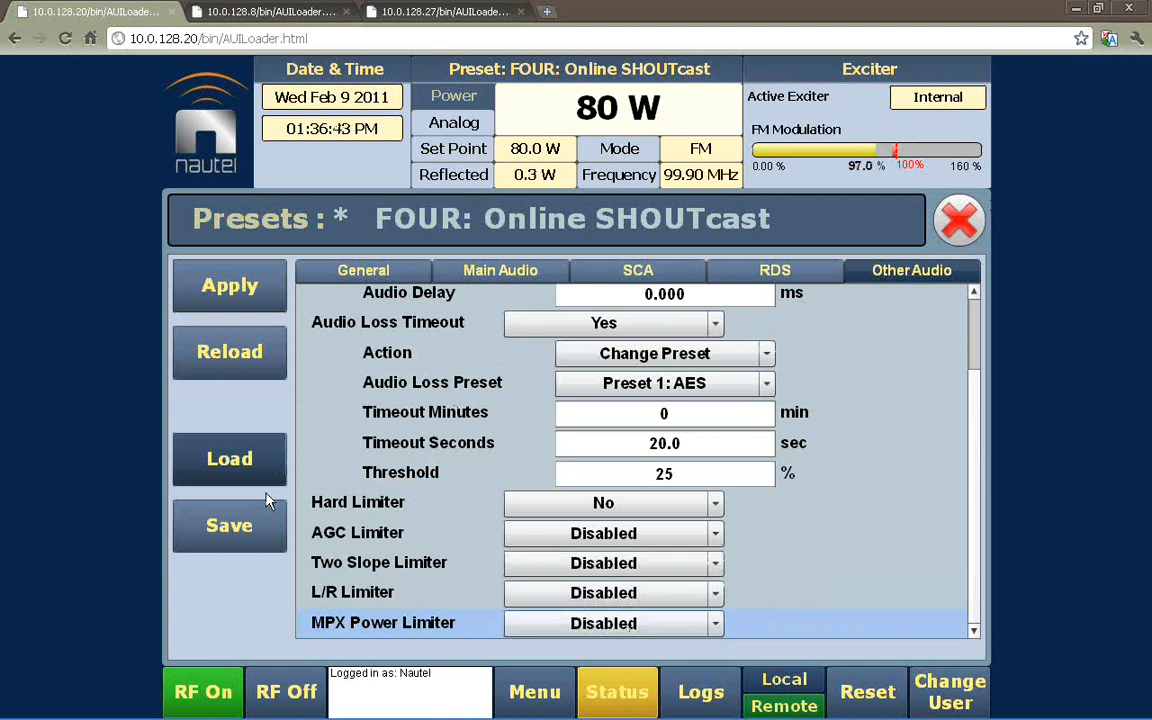 10.0.128.20/bin/AUILoade...
10.0.128.8/bin/AUILoader....
10.0.128.27/bin/AUILoade...
10.0.128.20/bin/AUILoader.html
nautel
Date & Time
Wed Feb 9 2011
01:36:43 PM
Preset: FOUR: Online SHOUTcast
Power
Analog
80 W
Set Point 80.0 W Mode FM
Reflected 0.3 W Frequency 99.90 MHz
Exciter
Active Exciter Internal
FM Modulation
0.00 % 97.0 % 100% 160 %
Presets : * FOUR: Online SHOUTcast
Apply
Reload
Load
Save
General Main Audio SCA RDS Other Audio
Audio Delay 0.000 ms
Audio Loss Timeout Yes
Action Change Preset
Audio Loss Preset Preset 1: AES
Timeout Minutes 0 min
Timeout Seconds 20.0 sec
Threshold 25 %
Hard Limiter No
AGC Limiter Disabled
Two Slope Limiter Disabled
L/R Limiter Disabled
MPX Power Limiter Disabled
RF On
RF Off
Logged in as: Nautel
Menu
Status
Logs
Local
Remote
Reset
Change
User